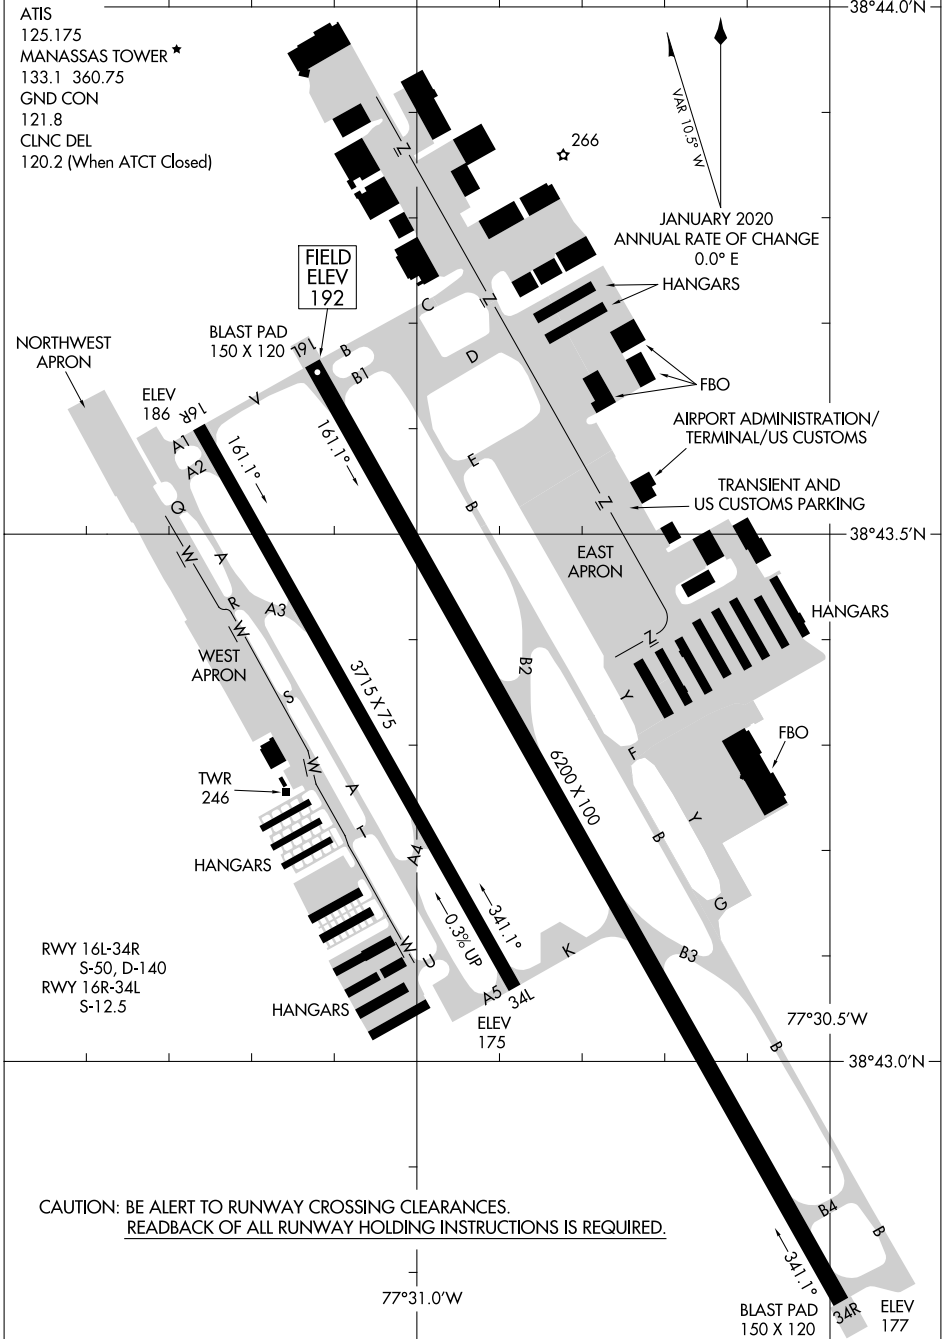 ATIS
125.175
MANASSAS TOWER ★
133.1 360.75
GND CON
121.8
CLNC DEL
120.2 (When ATCT Closed)
38°44.0'N
VAR 10.5° W
266
JANUARY 2020
ANNUAL RATE OF CHANGE
0.0° E
FIELD
ELEV
192
HANGARS
NORTHWEST
APRON
BLAST PAD
150 X 120
16L
ELEV
186
16R
FBO
AIRPORT ADMINISTRATION/
TERMINAL/US CUSTOMS
TRANSIENT AND
US CUSTOMS PARKING
38°43.5'N
EAST
APRON
HANGARS
Z
Z
Z
Z
C
D
E
B
B1
V
A1
A2
161.1°
161.1°
Q
W
A
R
W
A3
B
B2
WEST
APRON
S
3715 X 75
6200 X 100
Y
F
FBO
W
TWR
246
A
T
A4
B
Y
HANGARS
G
341.1°
0.3% UP
K
B3
W
U
RWY 16L-34R
S-50, D-140
RWY 16R-34L
S-12.5
HANGARS
A5
34L
ELEV
175
77°30.5'W
B
38°43.0'N
CAUTION: BE ALERT TO RUNWAY CROSSING CLEARANCES.
READBACK OF ALL RUNWAY HOLDING INSTRUCTIONS IS REQUIRED.
B4
B
341.1°
77°31.0'W
BLAST PAD
150 X 120
34R
ELEV
177